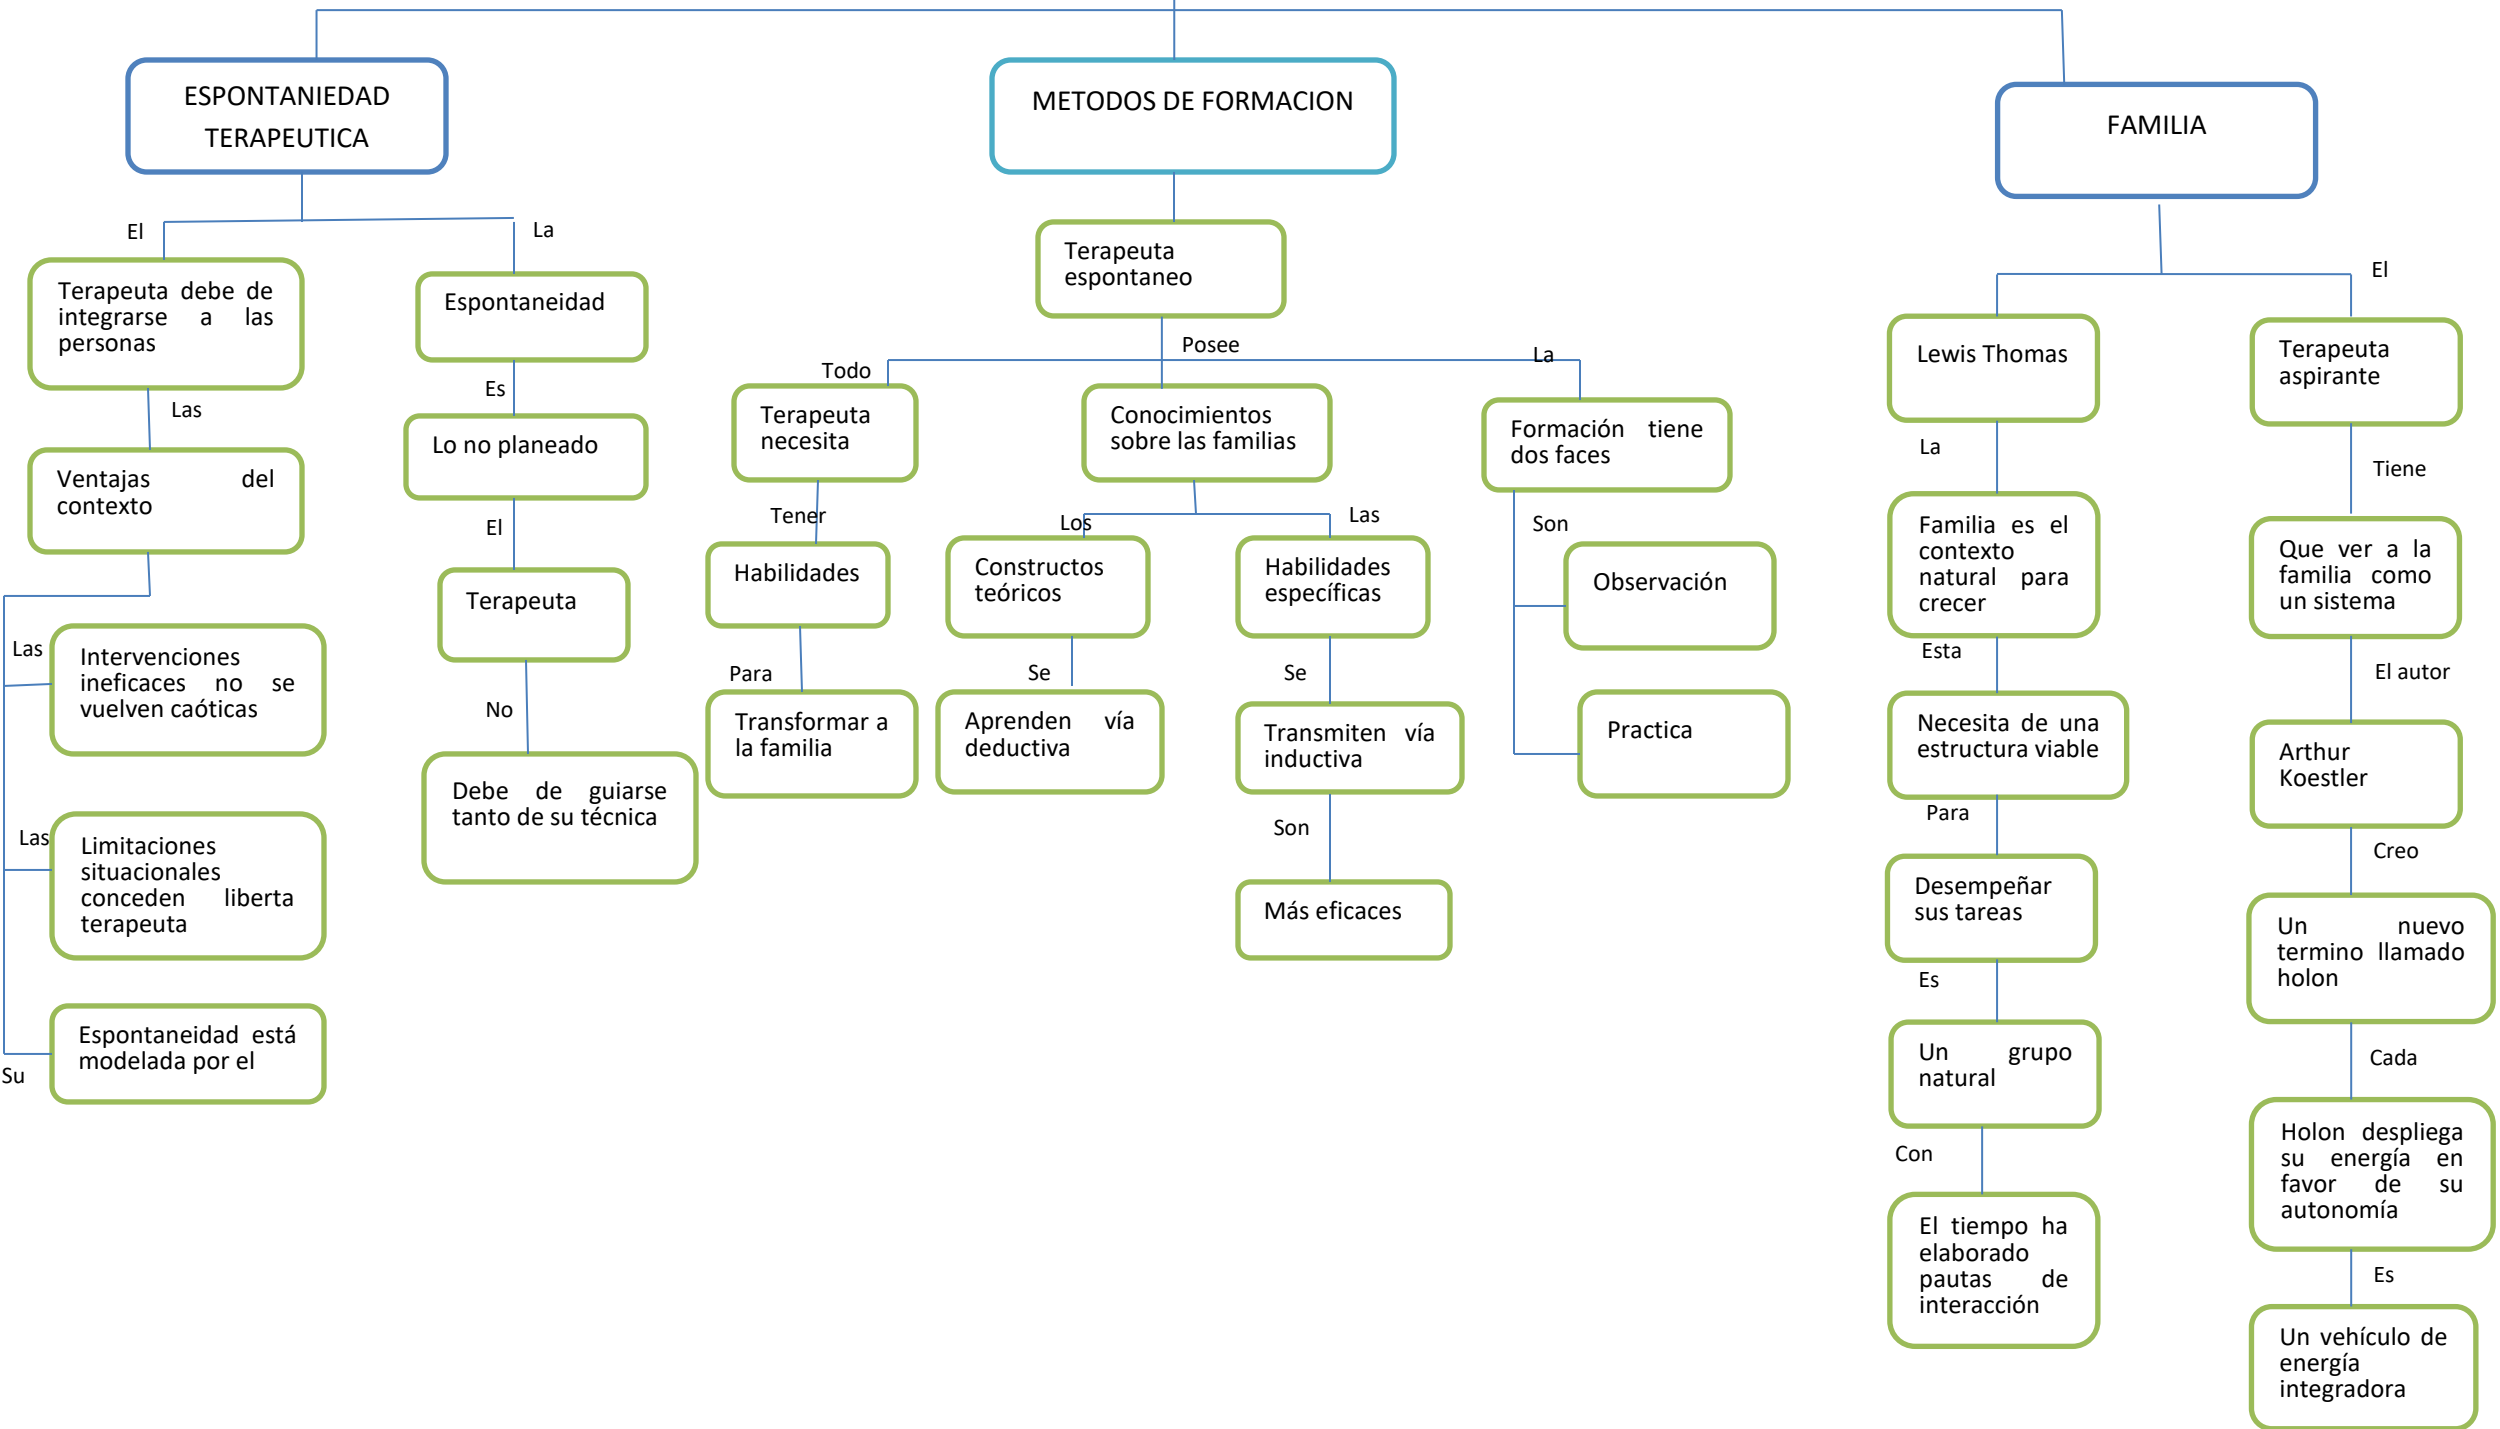 ESPONTANIEDAD
TERAPEUTICA
El
Terapeuta debe de
integrarse a las
personas
Las
Ventajas del
contexto
Las
Intervenciones
ineficaces no se
vuelven caóticas
Las
Limitaciones
situacionales
conceden liberta
terapeuta
Su
Espontaneidad está
modelada por el
La
Espontaneidad
Es
Lo no planeado
El
Terapeuta
No
Debe de guiarse
tanto de su técnica
METODOS DE FORMACION
Terapeuta
espontaneo
Todo
Terapeuta
necesita
Tener
Habilidades
Para
Transformar a
la familia
Posee
Conocimientos
sobre las familias
Los
Constructos
teóricos
Se
Aprenden vía
deductiva
Las
Habilidades
específicas
Se
Transmiten vía
inductiva
Son
Más eficaces
La
Formación tiene
dos faces
Son
Observación
Practica
FAMILIA
Lewis Thomas
La
Familia es el
contexto
natural para
crecer
Esta
Necesita de una
estructura viable
Para
Desempeñar
sus tareas
Es
Un grupo
natural
Con
El tiempo ha
elaborado
pautas de
interacción
El
Terapeuta
aspirante
Tiene
Que ver a la
familia como
un sistema
El autor
Arthur
Koestler
Creo
Un nuevo
termino llamado
holon
Cada
Holon despliega
su energía en
favor de su
autonomía
Es
Un vehículo de
energía
integradora